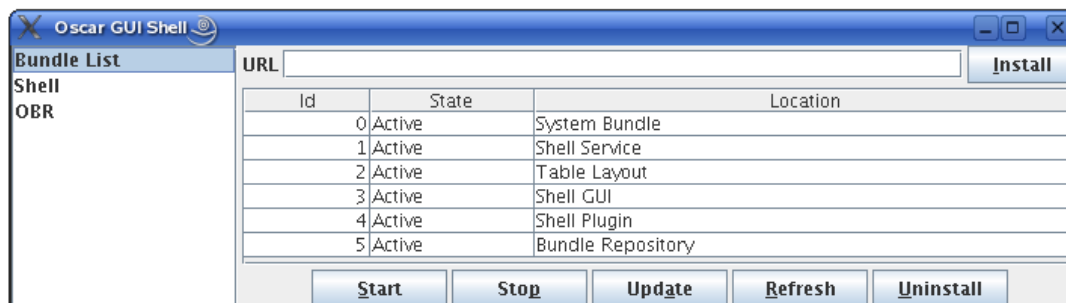 Oscar GUI Shell
Bundle List
Shell
OBR
URL Install
Id State Location
0 Active System Bundle
1 Active Shell Service
2 Active Table Layout
3 Active Shell GUI
4 Active Shell Plugin
5 Active Bundle Repository
Start Stop Update Refresh Uninstall